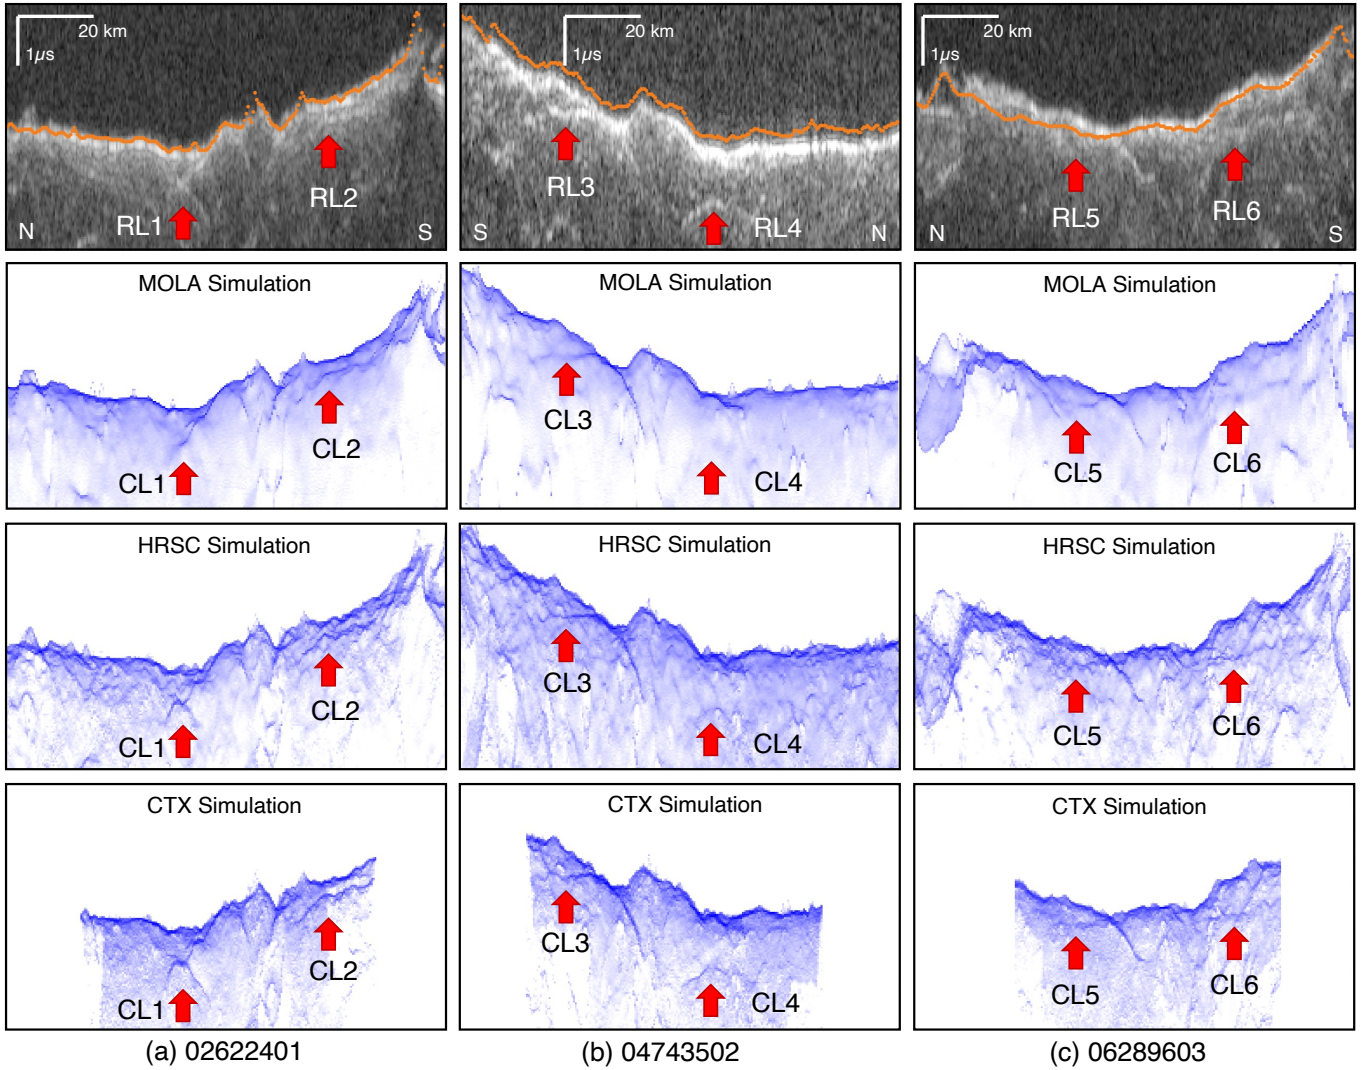 20 km
1µs
RL1
RL2
N
S
20 km
1µs
RL3
RL4
S
N
20 km
1µs
RL5
RL6
N
S
MOLA Simulation
CL1
CL2
MOLA Simulation
CL3
CL4
MOLA Simulation
CL5
CL6
HRSC Simulation
CL1
CL2
HRSC Simulation
CL3
CL4
HRSC Simulation
CL5
CL6
CTX Simulation
CL1
CL2
CTX Simulation
CL3
CL4
CTX Simulation
CL5
CL6
(a) 02622401
(b) 04743502
(c) 06289603